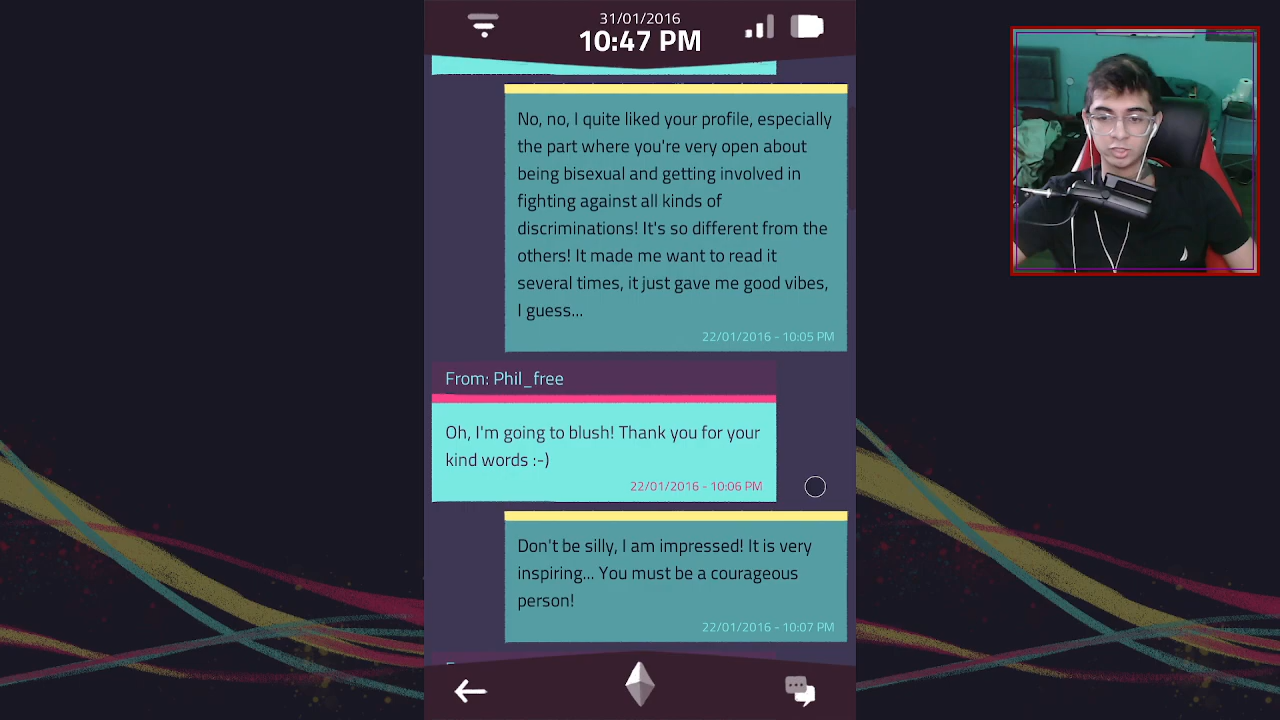 31/01/2016
10:47 PM
No, no, I quite liked your profile, especially
the part where you're very open about
being bisexual and getting involved in
fighting against all kinds of
discriminations! It's so different from the
others! It made me want to read it
several times, it just gave me good vibes,
I guess...
22/01/2016 - 10:05 PM
From: Phil_free
Oh, I'm going to blush! Thank you for your
kind words :-)
22/01/2016 - 10:06 PM
Don't be silly, I am impressed! It is very
inspiring... You must be a courageous
person!
22/01/2016 - 10:07 PM